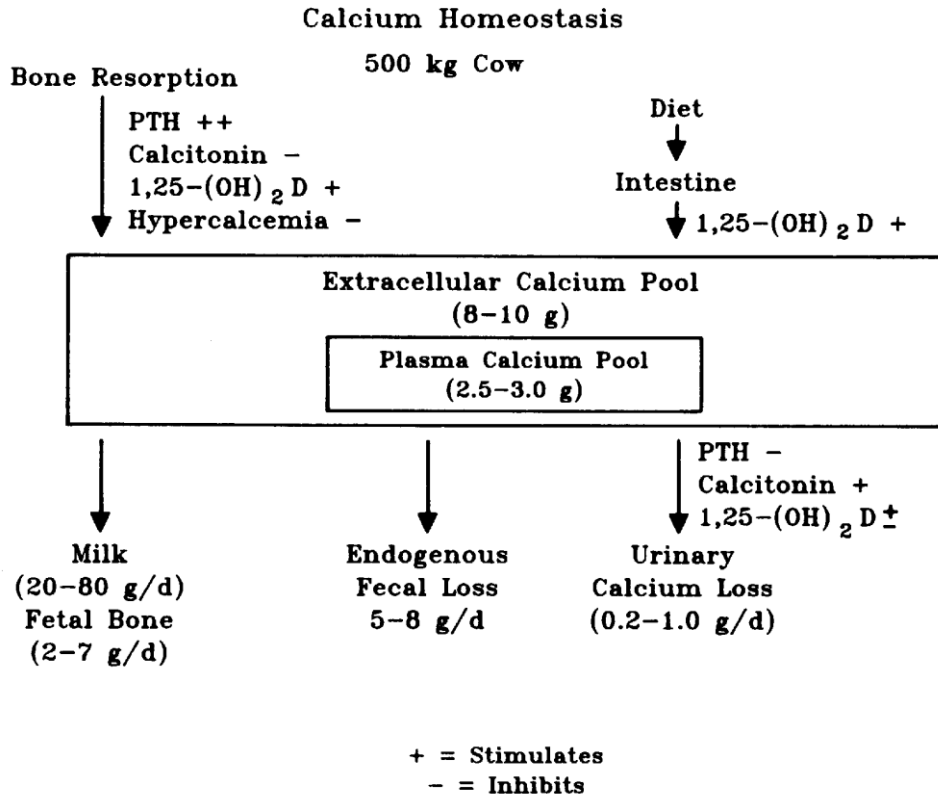 Calcium Homeostasis
500 kg Cow
Bone Resorption
PTH ++
Calcitonin -
1,25-(OH) 2 D +
Hypercalcemia -
Diet
Intestine
1,25-(OH) 2 D +
Extracellular Calcium Pool
(8-10 g)
Plasma Calcium Pool
(2.5-3.0 g)
PTH -
Calcitonin +
1,25-(OH) 2 D ±
Milk
(20-80 g/d)
Fetal Bone
(2-7 g/d)
Endogenous
Fecal Loss
5-8 g/d
Urinary
Calcium Loss
(0.2-1.0 g/d)
+ = Stimulates
- = Inhibits